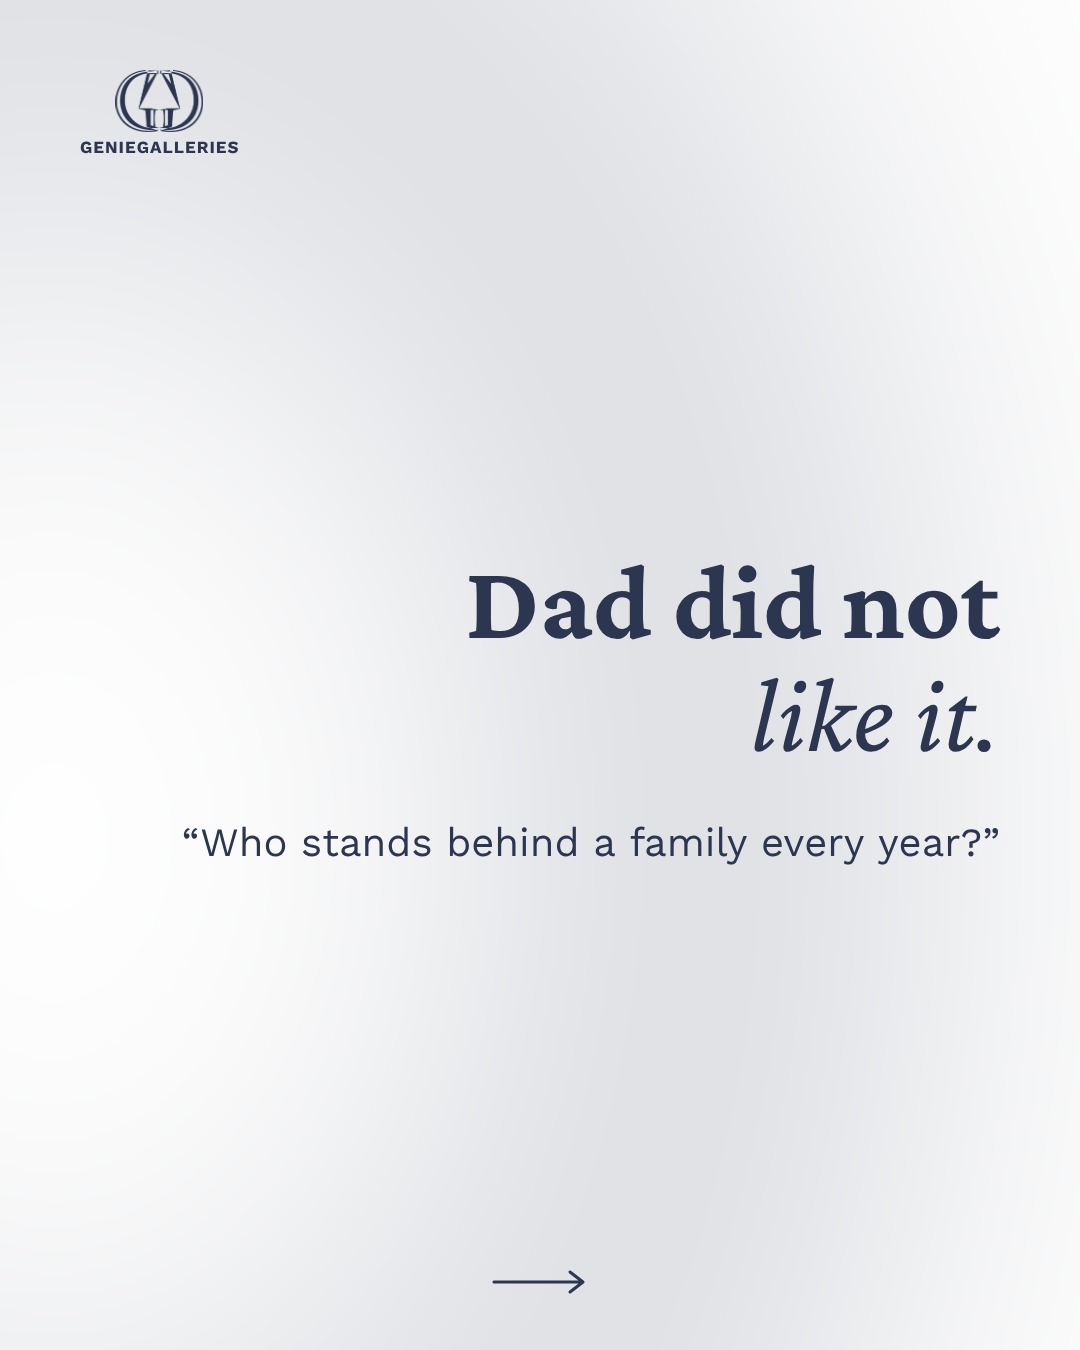 GENIEGALLERIES
Dad did not
like it.
“Who stands behind a family every year?”